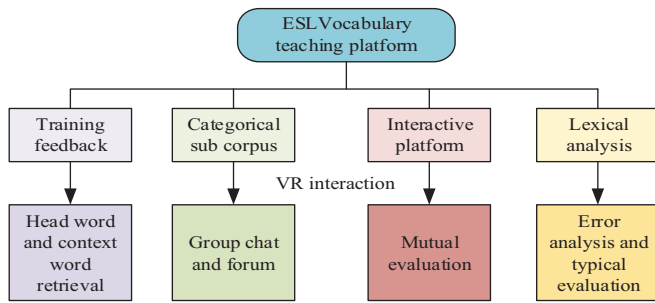 ESLVocabulary
teaching platform
Training
feedback
Categorical
sub corpus
Interactive
platform
Lexical
analysis
VR interaction
Head word
and context
word
retrieval
Group chat
and forum
Mutual
evaluation
Error
analysis and
typical
evaluation